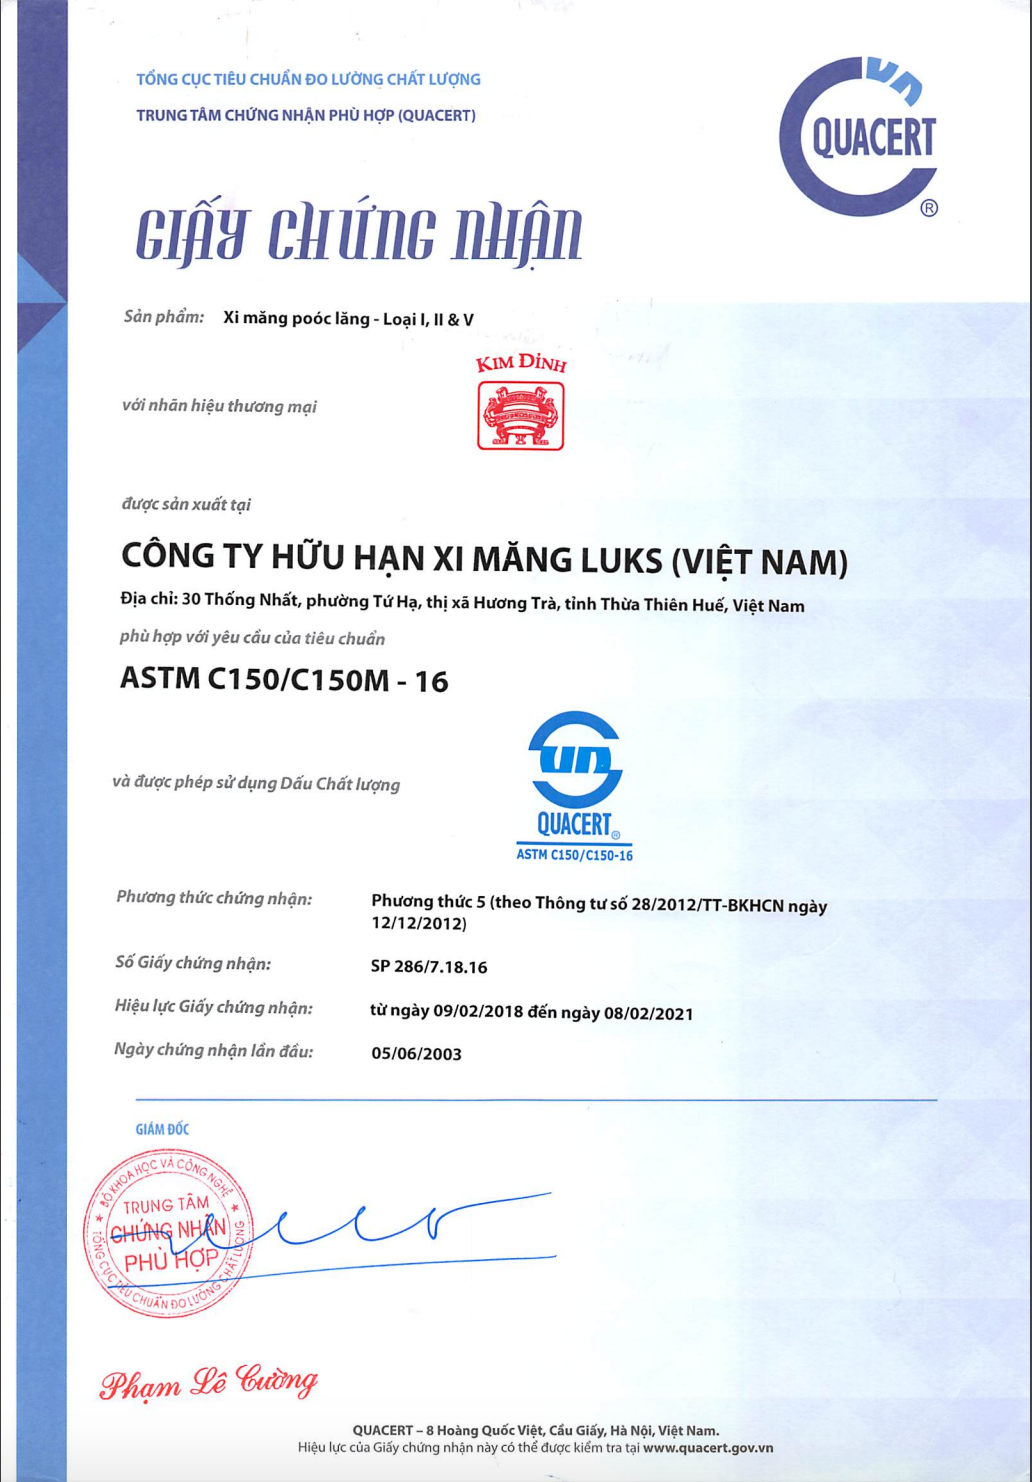 TỔNG CỤC TIÊU CHUẨN ĐO LƯỜNG CHẤT LƯỢNG
TRUNG TÂM CHỨNG NHẬN PHÙ HỢP (QUACERT)
vn
QUACERT
®
GIẤY CHỨNG NHẬN
Sản phẩm: Xi măng poóc lăng - Loại I, II & V
KIM ĐỈNH
với nhãn hiệu thương mại
được sản xuất tại
CÔNG TY HỮU HẠN XI MĂNG LUKS (VIỆT NAM)
Địa chỉ: 30 Thống Nhất, phường Tứ Hạ, thị xã Hương Trà, tỉnh Thừa Thiên Huế, Việt Nam
phù hợp với yêu cầu của tiêu chuẩn
ASTM C150/C150M - 16
vn
và được phép sử dụng Dấu Chất lượng
QUACERT®
ASTM C150/C150-16
Phương thức chứng nhận: Phương thức 5 (theo Thông tư số 28/2012/TT-BKHCN ngày
12/12/2012)
Số Giấy chứng nhận: SP 286/7.18.16
Hiệu lực Giấy chứng nhận: từ ngày 09/02/2018 đến ngày 08/02/2021
Ngày chứng nhận lần đầu: 05/06/2003
GIÁM ĐỐC
BỘ KHOA HỌC VÀ CÔNG NGHỆ
TRUNG TÂM
CHỨNG NHẬN
PHÙ HỢP
TỔNG CỤC TIÊU CHUẨN ĐO LƯỜNG CHẤT LƯỢNG
Phạm Lê Cường
QUACERT – 8 Hoàng Quốc Việt, Cầu Giấy, Hà Nội, Việt Nam.
Hiệu lực của Giấy chứng nhận này có thể được kiểm tra tại www.quacert.gov.vn